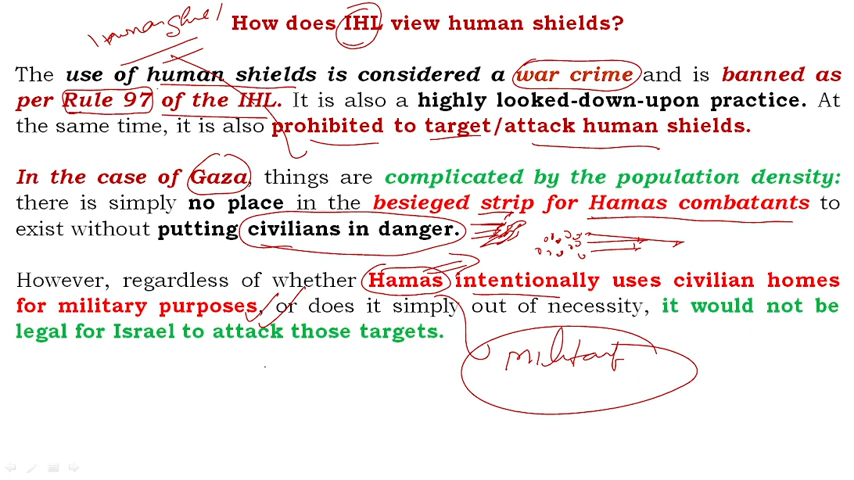 How does IHL view human shields?
The use of human shields is considered a war crime and is banned as
per Rule 97 of the IHL. It is also a highly looked-down-upon practice. At
the same time, it is also prohibited to target/attack human shields.
In the case of Gaza, things are complicated by the population density:
there is simply no place in the besieged strip for Hamas combatants to
exist without putting civilians in danger.
However, regardless of whether Hamas intentionally uses civilian homes
for military purposes, or does it simply out of necessity, it would not be
legal for Israel to attack those targets.